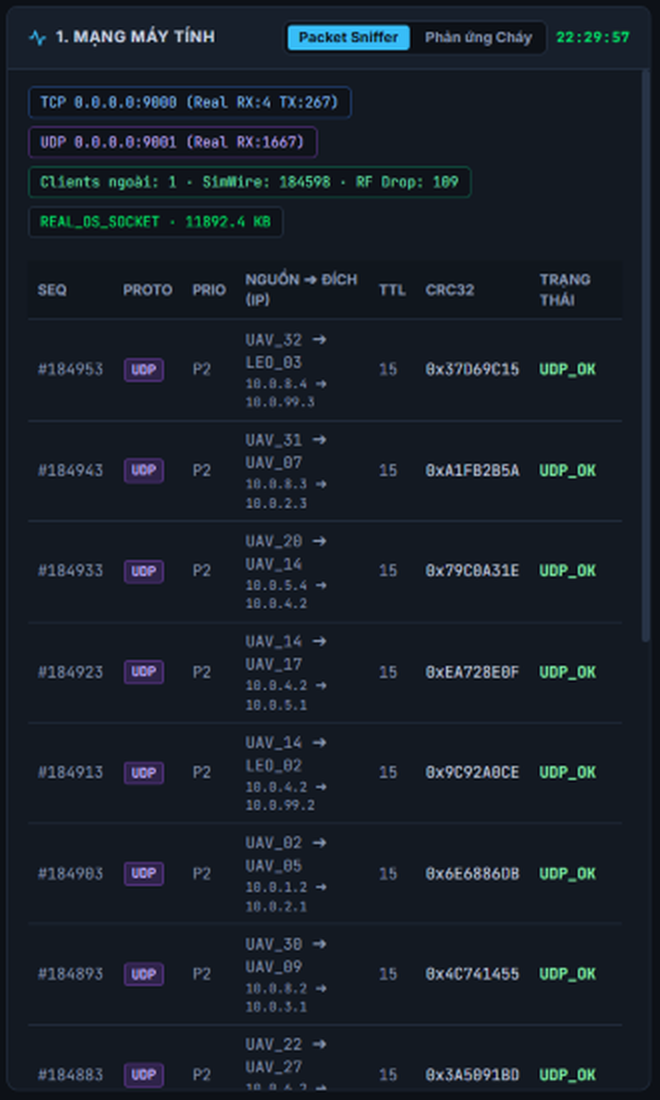 1. MẠNG MÁY TÍNH
Packet Sniffer
Phản ứng Cháy
22:29:57
TCP 0.0.0.0:9000 (Real RX:4 TX:267)
UDP 0.0.0.0:9001 (Real RX:1667)
Clients ngoài: 1 · SimWire: 184598 · RF Drop: 109
REAL_OS_SOCKET · 11892.4 KB
SEQ PROTO PRIO NGUỒN → ĐÍCH (IP) TTL CRC32 TRẠNG THÁI
#184953 UDP P2 UAV_32 → LEO_03 15 0x37D69C15 UDP_OK
10.0.8.4 → 10.0.99.3
#184943 UDP P2 UAV_31 → UAV_07 15 0xA1FB2B5A UDP_OK
10.0.8.3 → 10.0.2.3
#184933 UDP P2 UAV_20 → UAV_14 15 0x79C0A31E UDP_OK
10.0.5.4 → 10.0.4.2
#184923 UDP P2 UAV_14 → UAV_17 15 0xEA728E0F UDP_OK
10.0.4.2 → 10.0.5.1
#184913 UDP P2 UAV_14 → LEO_02 15 0x9C92A0CE UDP_OK
10.0.4.2 → 10.0.99.2
#184903 UDP P2 UAV_02 → UAV_05 15 0x6E6886DB UDP_OK
10.0.1.2 → 10.0.2.1
#184893 UDP P2 UAV_30 → UAV_09 15 0x4C741455 UDP_OK
10.0.8.2 → 10.0.3.1
#184883 UDP P2 UAV_22 → UAV_27 15 0x3A5091BD UDP_OK